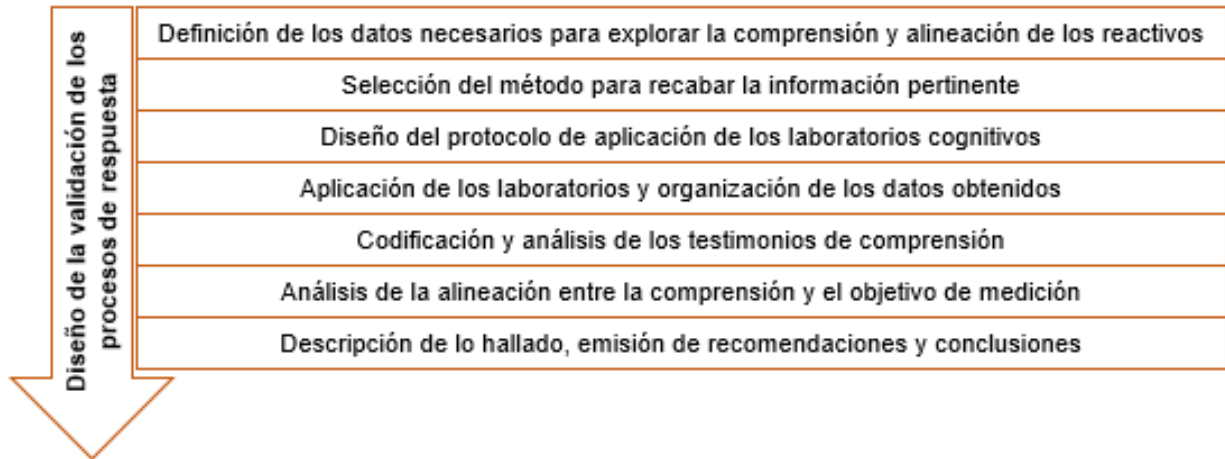 Diseño de la validación de los
procesos de respuesta
Definición de los datos necesarios para explorar la comprensión y alineación de los reactivos
Selección del método para recabar la información pertinente
Diseño del protocolo de aplicación de los laboratorios cognitivos
Aplicación de los laboratorios y organización de los datos obtenidos
Codificación y análisis de los testimonios de comprensión
Análisis de la alineación entre la comprensión y el objetivo de medición
Descripción de lo hallado, emisión de recomendaciones y conclusiones